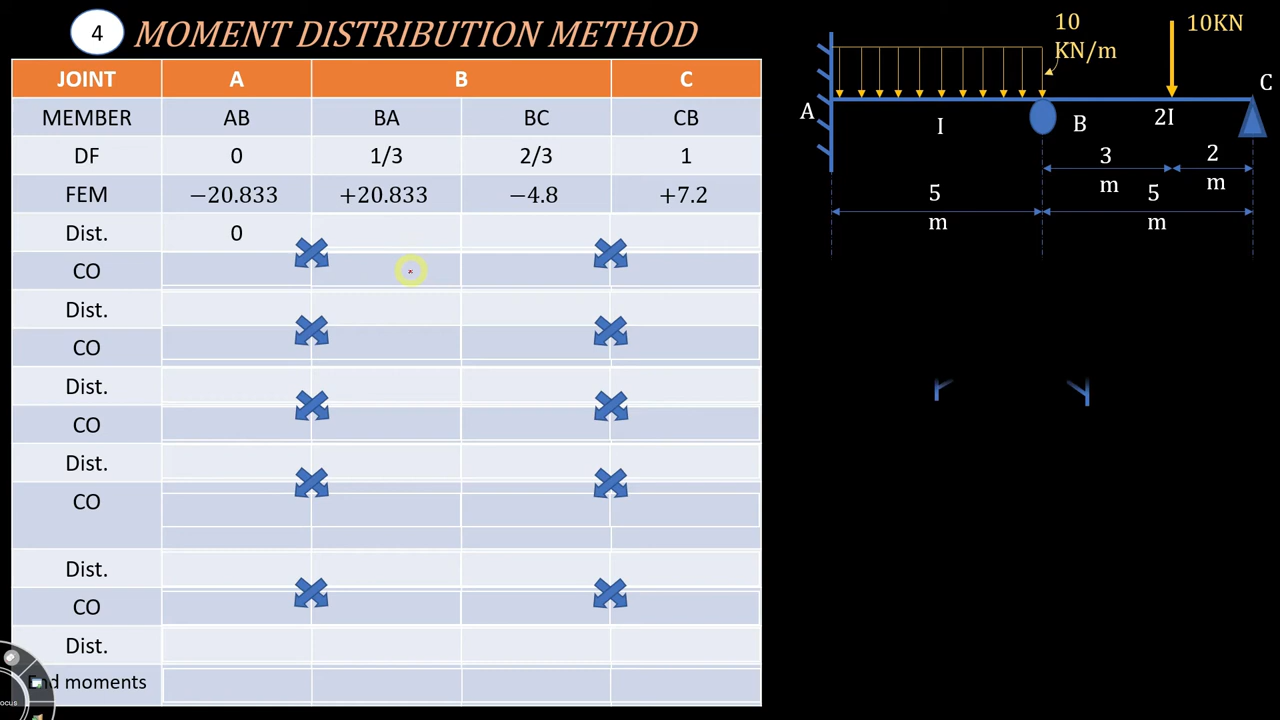 4 MOMENT DISTRIBUTION METHOD
JOINT A B C
MEMBER AB BA BC CB
DF 0 1/3 2/3 1
FEM −20.833 +20.833 −4.8 +7.2
Dist. 0
CO
Dist.
CO
Dist.
CO
Dist.
CO
Dist.
CO
Dist.
End moments
10
KN/m
10KN
A
I
B
2I
C
3
m
2
m
5
m
5
m
ocus